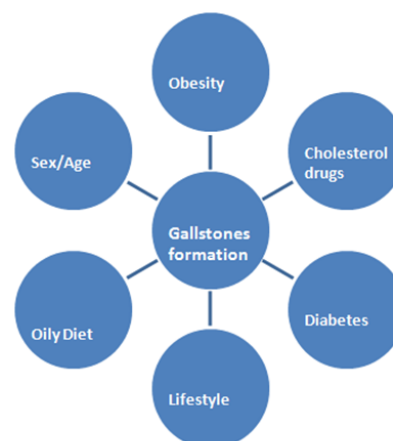 Obesity
Sex/Age
Cholesterol
drugs
Gallstones
formation
Oily Diet
Diabetes
Lifestyle